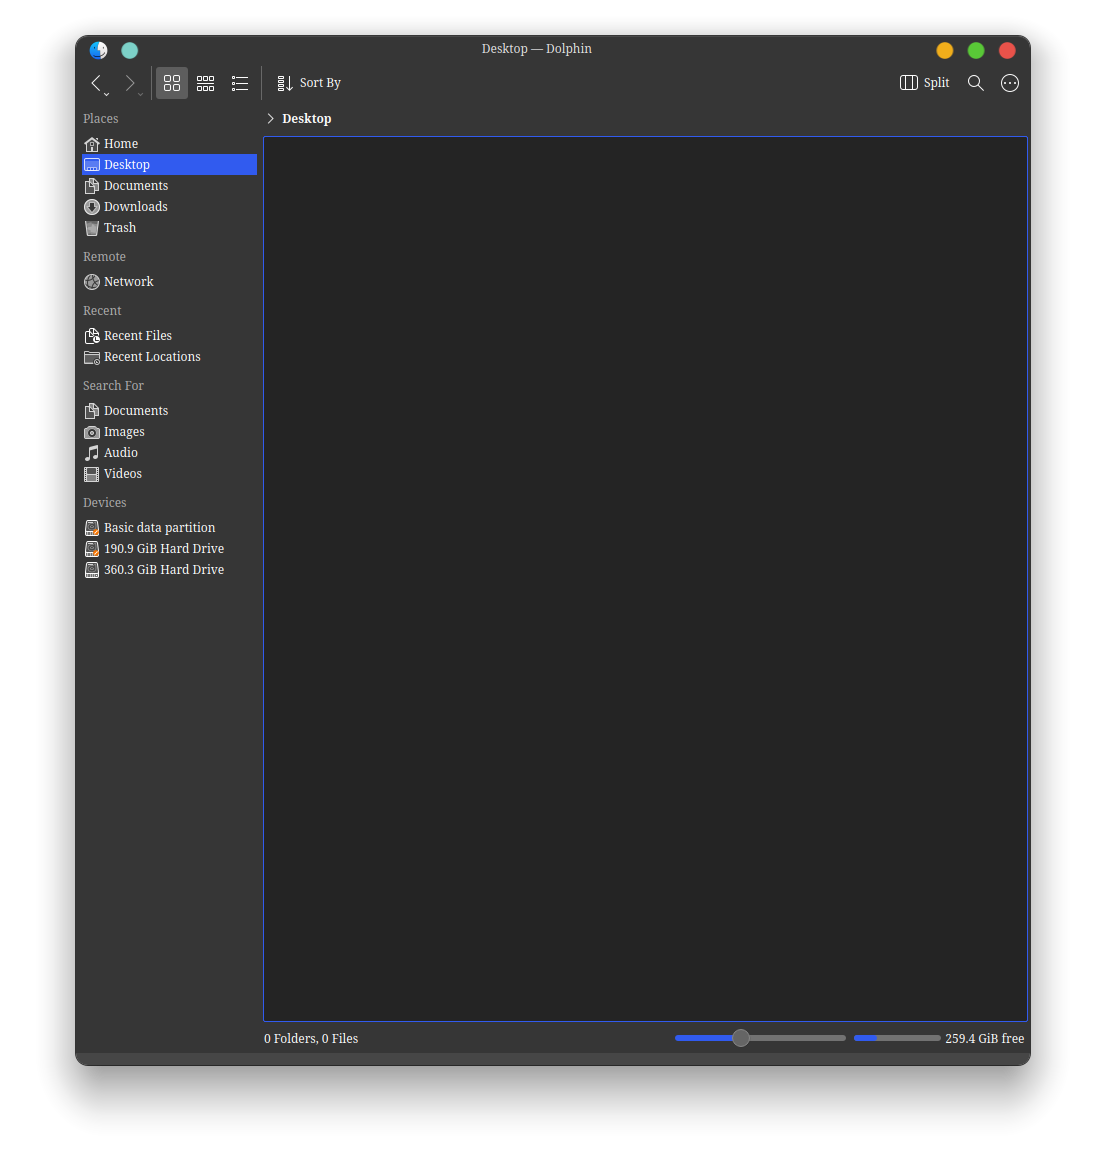 Desktop — Dolphin
Sort By
Split
Places
Home
Desktop
Documents
Downloads
Trash
Remote
Network
Recent
Recent Files
Recent Locations
Search For
Documents
Images
Audio
Videos
Devices
Basic data partition
190.9 GiB Hard Drive
360.3 GiB Hard Drive
Desktop
0 Folders, 0 Files
259.4 GiB free